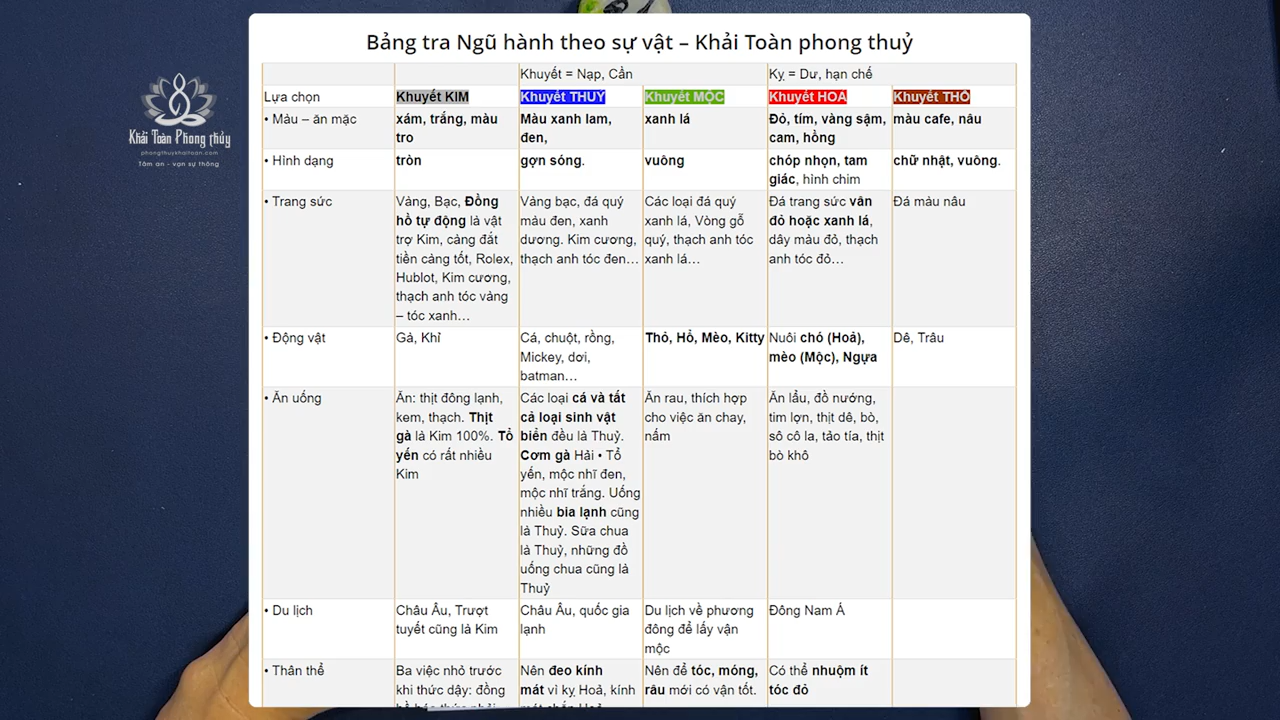 Bảng tra Ngũ hành theo sự vật – Khải Toàn phong thuỷ
Khải Toàn Phong thủy
phongthuykhaitoan.com
Tâm an - vạn sự thông
Khuyết = Nạp, Cần
Kỵ = Dư, hạn chế
Lựa chọn
Khuyết KIM
Khuyết THUỶ
Khuyết MỘC
Khuyết HOẢ
Khuyết THỔ
• Màu – ăn mặc
xám, trắng, màu
tro
Màu xanh lam,
đen,
xanh lá
Đỏ, tím, vàng sậm,
cam, hồng
màu cafe, nâu
• Hình dạng
tròn
gợn sóng.
vuông
chóp nhọn, tam
giác, hình chim
chữ nhật, vuông.
• Trang sức
Vàng, Bạc, Đồng
hồ tự động là vật
trợ Kim, càng đắt
tiền càng tốt, Rolex,
Hublot, Kim cương,
thạch anh tóc vàng
– tóc xanh…
Vàng bạc, đá quý
màu đen, xanh
dương. Kim cương,
thạch anh tóc đen…
Các loại đá quý
xanh lá, Vòng gỗ
quý, thạch anh tóc
xanh lá…
Đá trang sức vân
đỏ hoặc xanh lá,
dây màu đỏ, thạch
anh tóc đỏ…
Đá màu nâu
• Động vật
Gà, Khỉ
Cá, chuột, rồng,
Mickey, dơi,
batman…
Thỏ, Hổ, Mèo, Kitty
Nuôi chó (Hoả),
mèo (Mộc), Ngựa
Dê, Trâu
• Ăn uống
Ăn: thịt đông lạnh,
kem, thạch. Thịt
gà là Kim 100%. Tổ
yến có rất nhiều
Kim
Các loại cá và tất
cả loại sinh vật
biển đều là Thuỷ.
Cơm gà Hải • Tổ
yến, mộc nhĩ đen,
mộc nhĩ trắng. Uống
nhiều bia lạnh cũng
là Thuỷ. Sữa chua
là Thuỷ, những đồ
uống chua cũng là
Thuỷ
Ăn rau, thích hợp
cho việc ăn chay,
nấm
Ăn lẩu, đồ nướng,
tim lợn, thịt dê, bò,
sô cô la, tảo tía, thịt
bò khô
• Du lịch
Châu Âu, Trượt
tuyết cũng là Kim
Châu Âu, quốc gia
lạnh
Du lịch về phương
đông để lấy vận
mộc
Đông Nam Á
• Thân thể
Ba việc nhỏ trước
khi thức dậy: đồng
Nên đeo kính
mát vì kỵ Hoả, kính
Nên để tóc, móng,
râu mới có vận tốt.
Có thể nhuộm ít
tóc đỏ